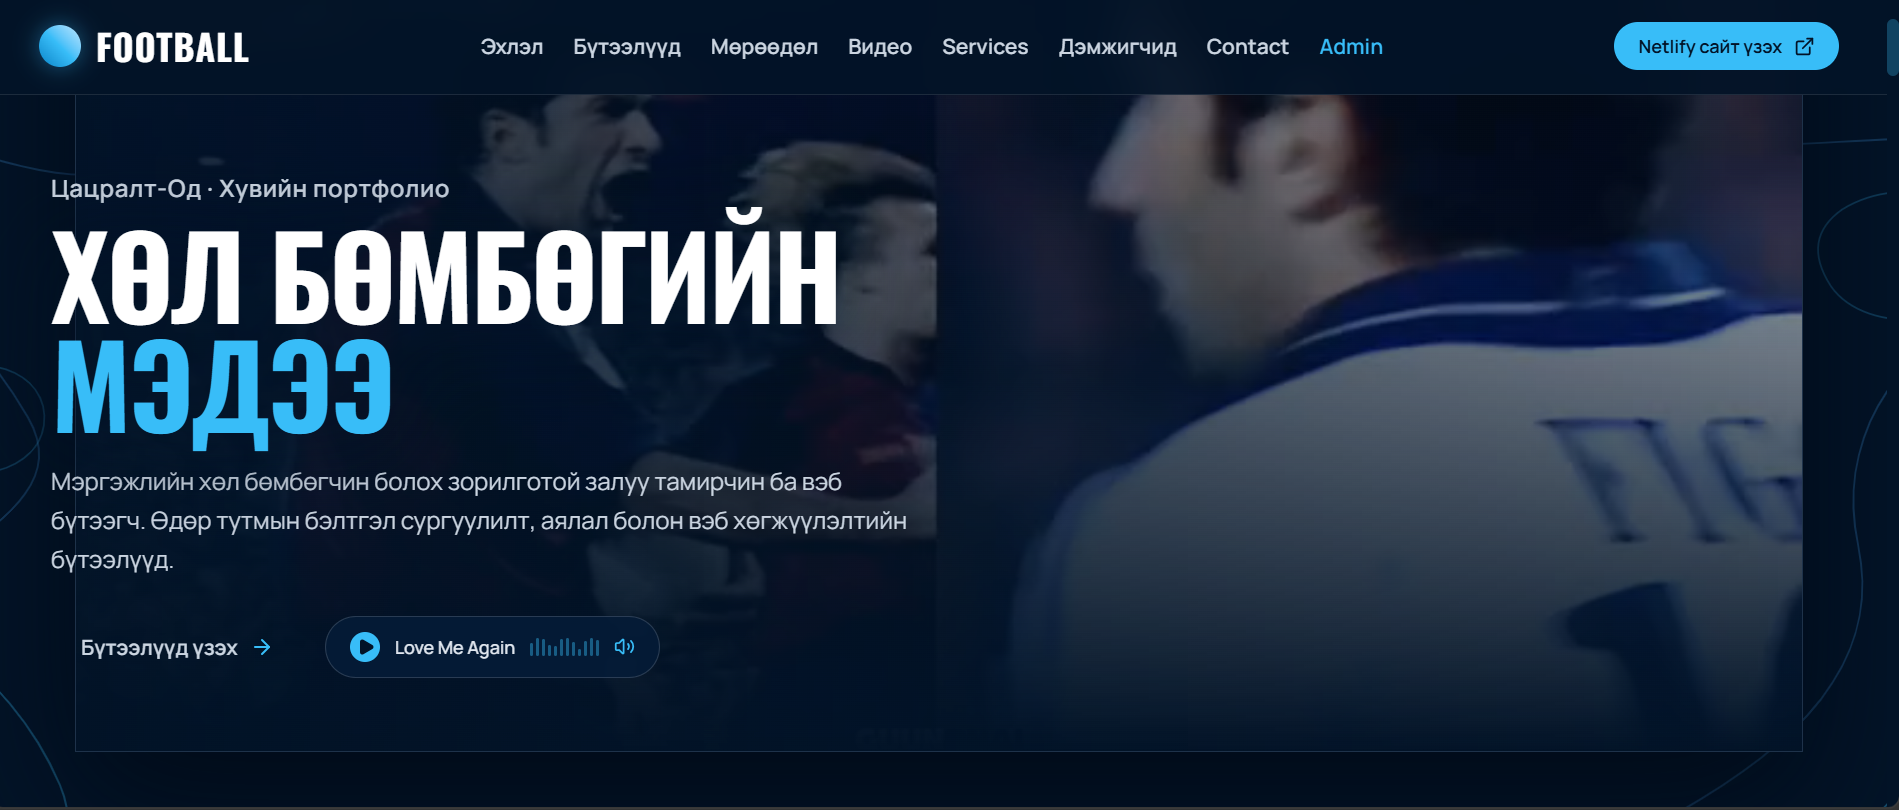 FOOTBALL
Эхлэл Бүтээлүүд Мөрөөдөл Видео Services Дэмжигчид Contact Admin
Netlify сайт үзэх
Цацралт-Од · Хувийн портфолио
ХӨЛ БӨМБӨГИЙН
МЭДЭЭ
Мэргэжлийн хөл бөмбөгчин болох зорилготой залуу тамирчин ба вэб
бүтээгч. Өдөр тутмын бэлтгэл сургуулилт, аялал болон вэб хөгжүүлэлтийн
бүтээлүүд.
Бүтээлүүд үзэх
Love Me Again